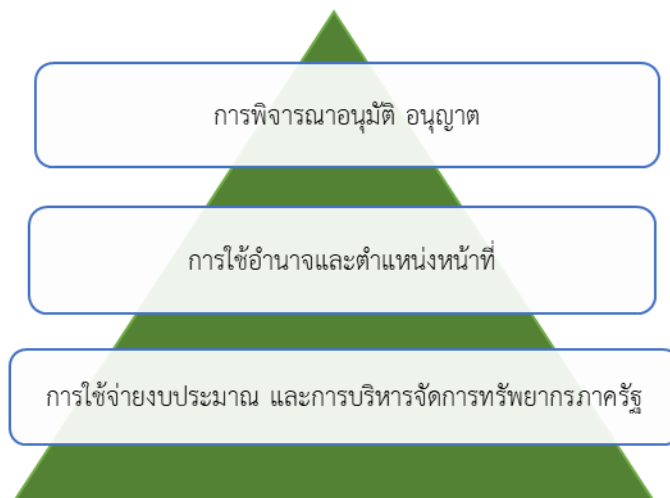 การพิจารณาอนุมัติ อนุญาต
การใช้อำนาจและตำแหน่งหน้าที่
การใช้จ่ายงบประมาณ และการบริหารจัดการทรัพยากรภาครัฐ